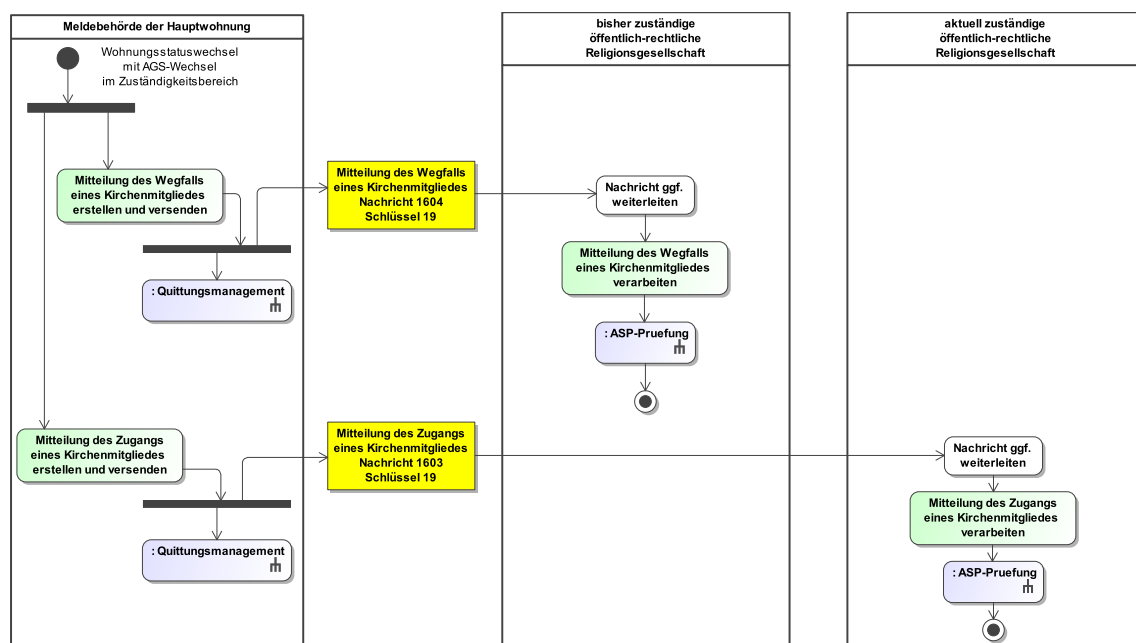 Meldebehörde der Hauptwohnung
bisher zuständige
öffentlich-rechtliche
Religionsgesellschaft
aktuell zuständige
öffentlich-rechtliche
Religionsgesellschaft
Wohnungsstatuswechsel
mit AGS-Wechsel
im Zuständigkeitsbereich
Mitteilung des Wegfalls
eines Kirchenmitgliedes
erstellen und versenden
Mitteilung des Wegfalls
eines Kirchenmitgliedes
Nachricht 1604
Schlüssel 19
Nachricht ggf.
weiterleiten
Mitteilung des Wegfalls
eines Kirchenmitgliedes
verarbeiten
: Quittungsmanagement
: ASP-Pruefung
Mitteilung des Zugangs
eines Kirchenmitgliedes
erstellen und versenden
Mitteilung des Zugangs
eines Kirchenmitgliedes
Nachricht 1603
Schlüssel 19
Nachricht ggf.
weiterleiten
Mitteilung des Zugangs
eines Kirchenmitgliedes
verarbeiten
: Quittungsmanagement
: ASP-Pruefung